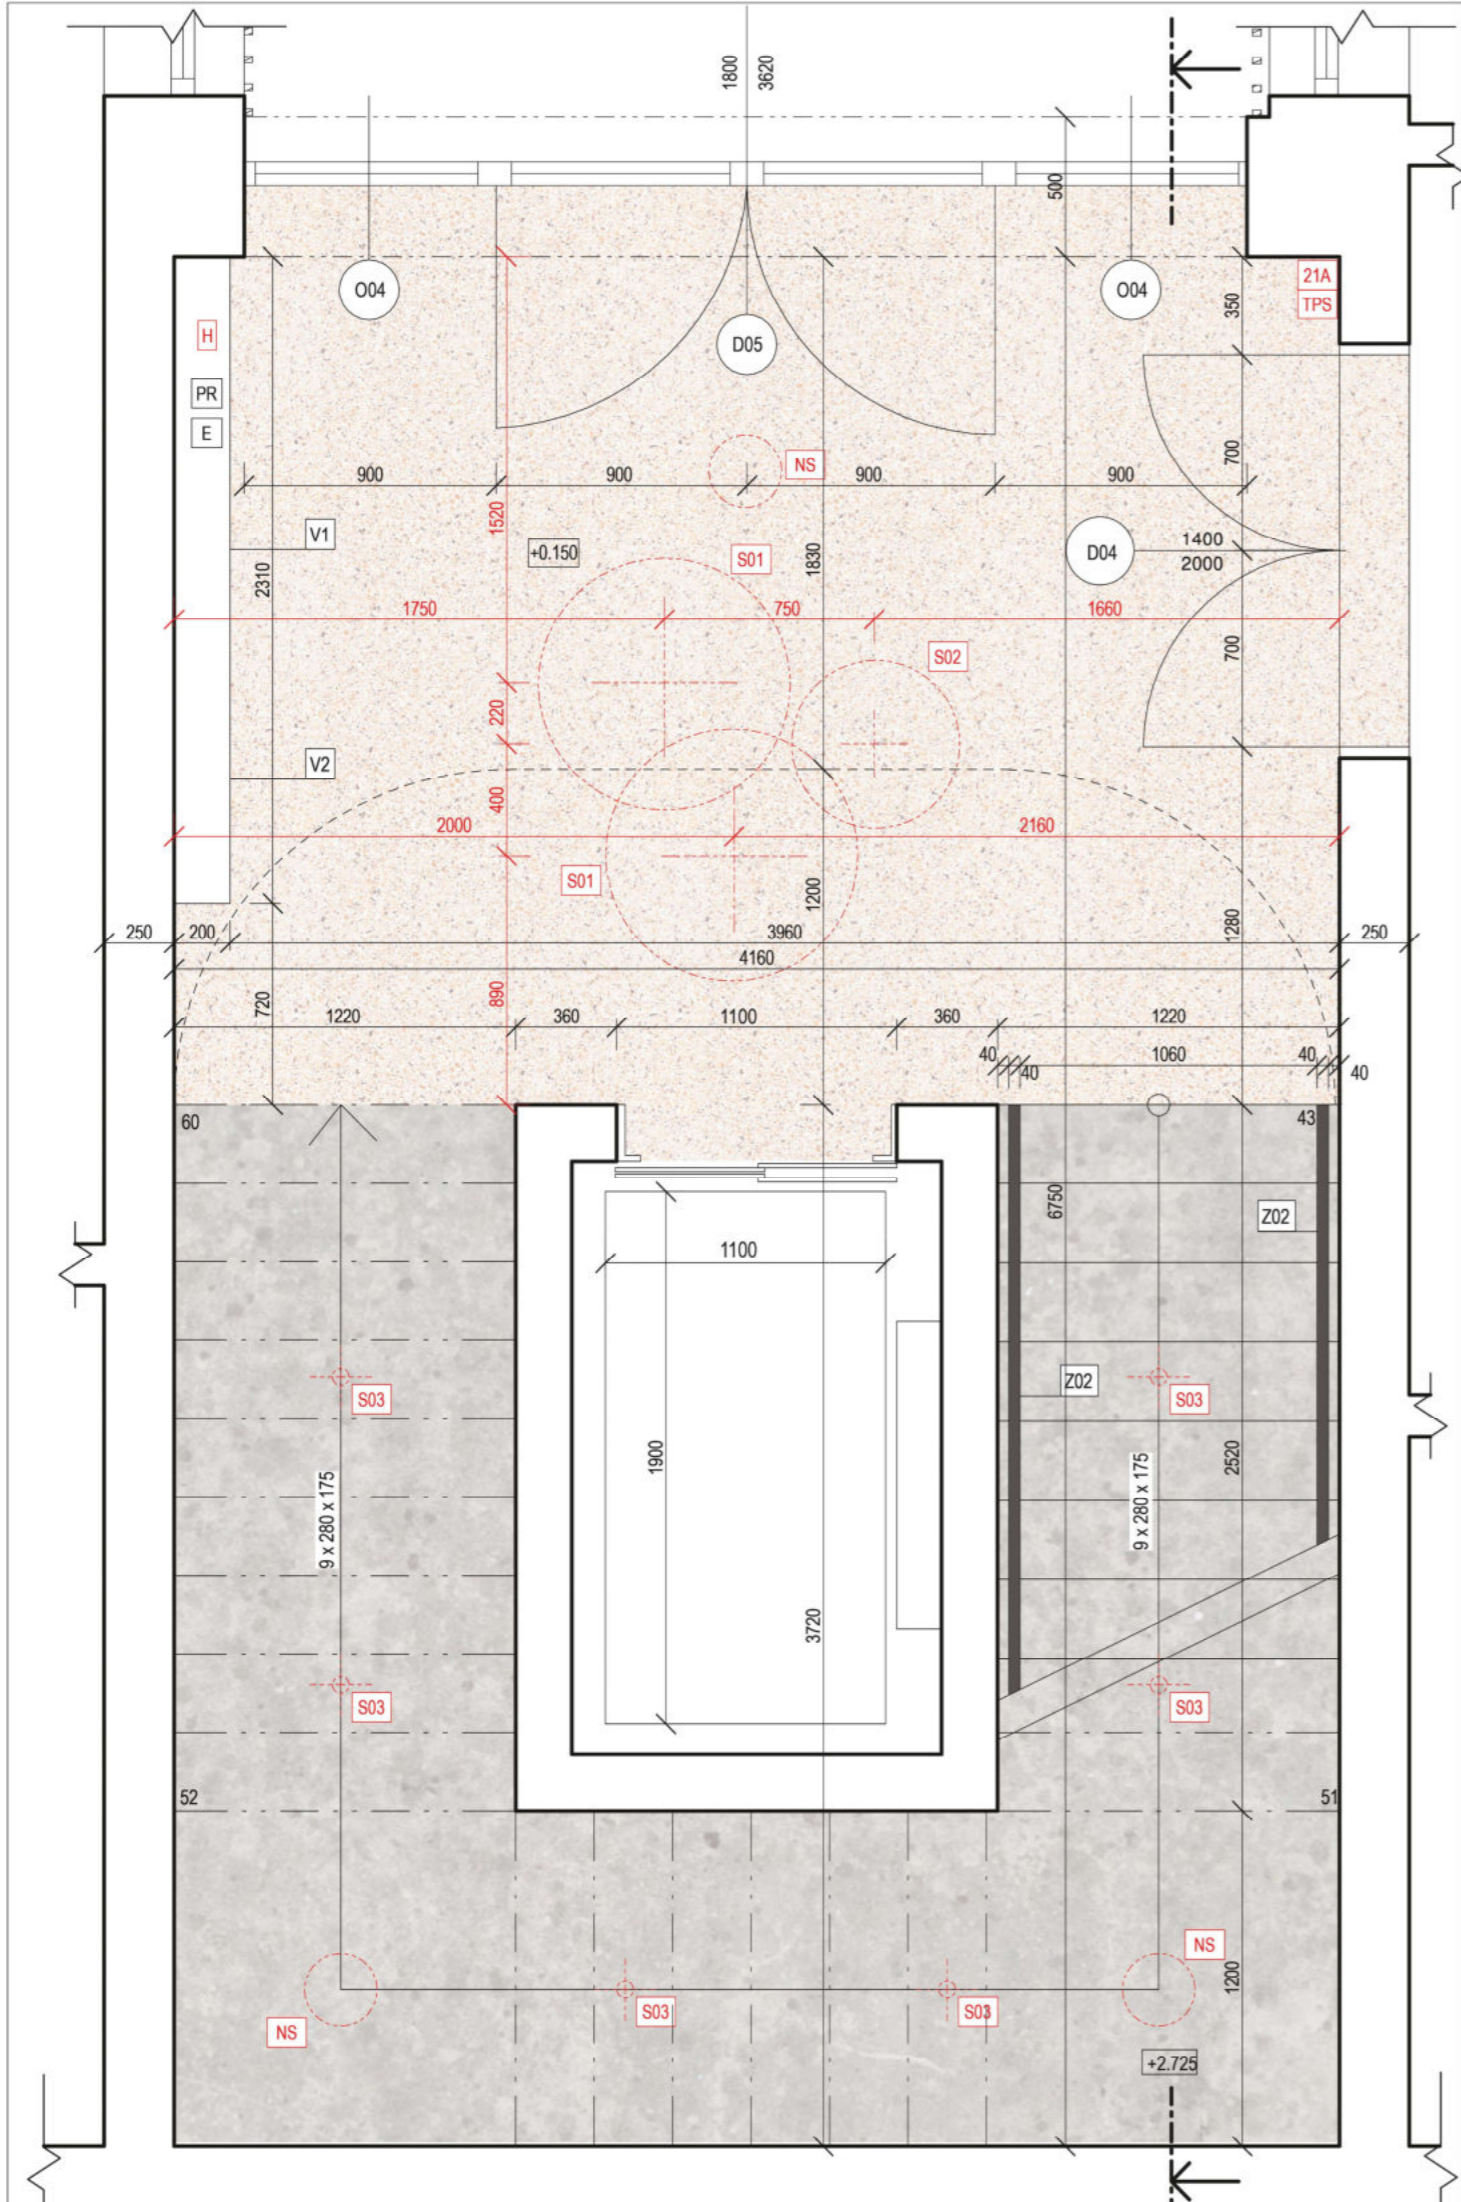 1800
3620
500
O04
O04
21A
TPS
350
H
D05
PR
E
NS
900
900
900
900
700
1520
V1
+0.150
S01
1830
D04
1400
2000
2310
1750
750
1660
S02
700
220
V2
400
2000
2160
S01
1200
1280
250
200
3960
250
4160
720
890
1220
360
1100
360
1220
40
40
1060
40
40
60
43
6750
Z02
1100
S03
Z02
S03
1900
9 x 280 x 175
9 x 280 x 175
2520
3720
S03
S03
52
51
NS
1200
S03
S03
NS
+2.725